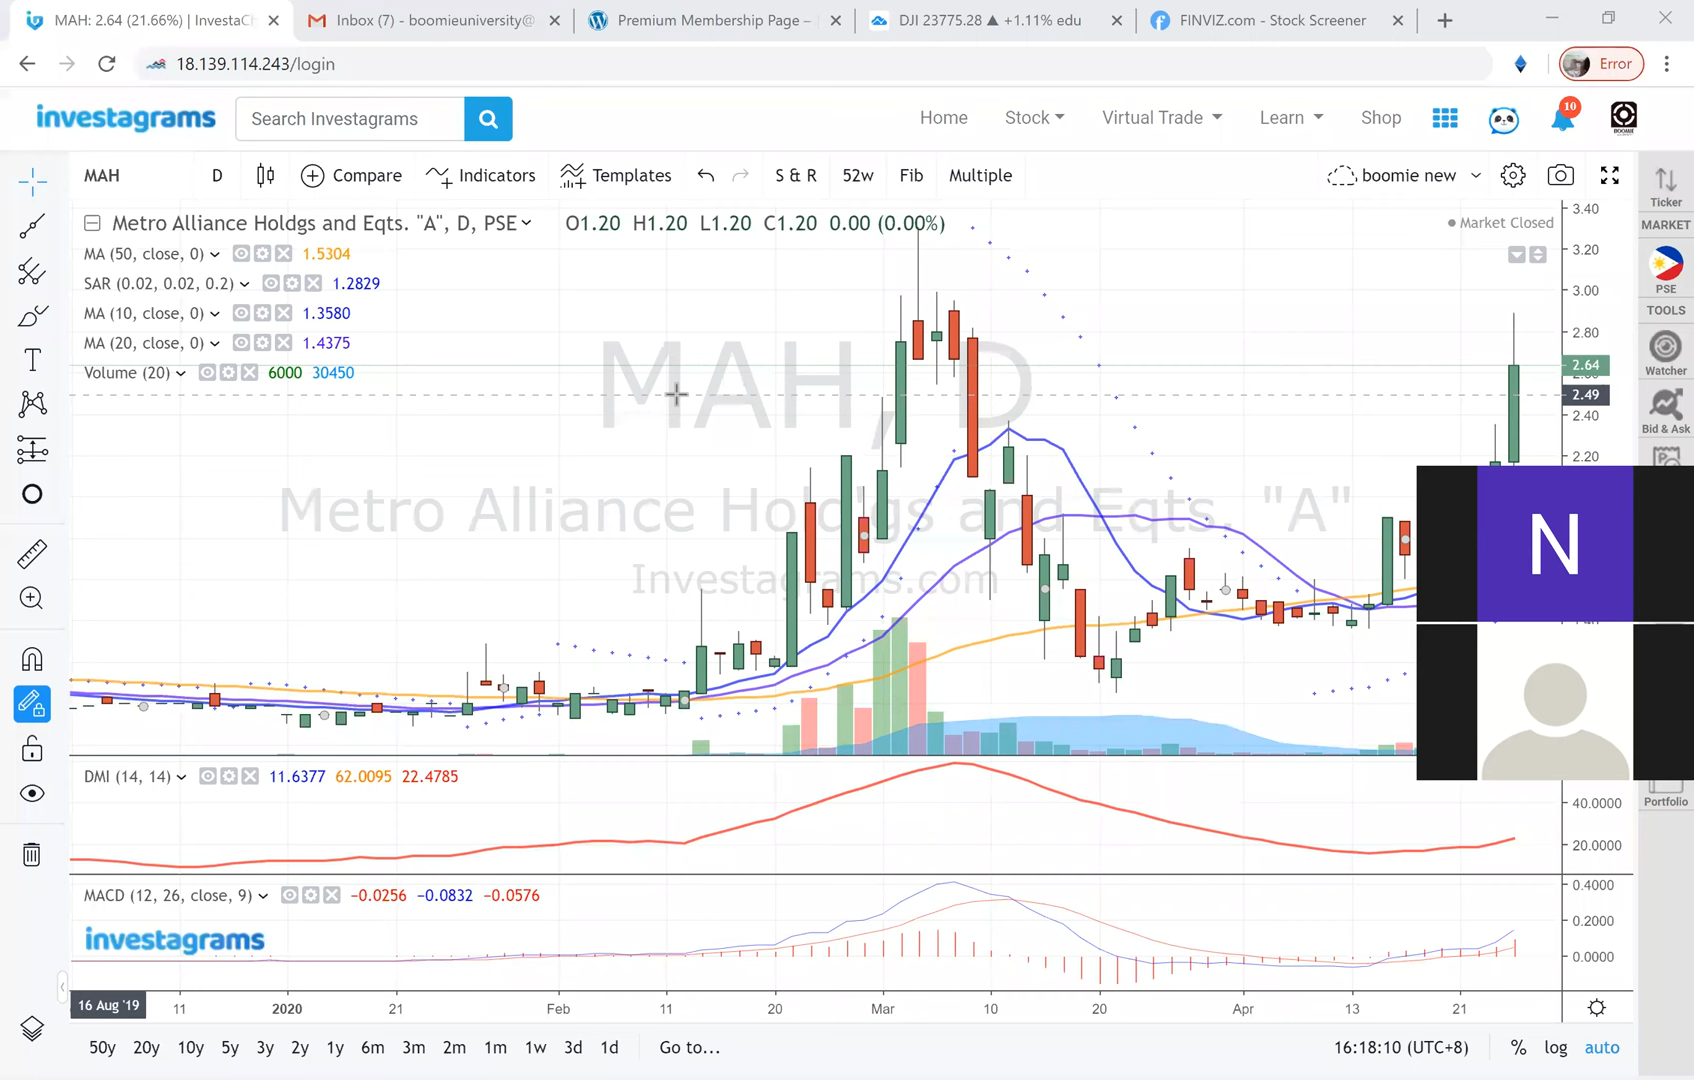 MAH: 2.64 (21.66%) | InvestaCh
Inbox (7) - boomieuniversity@
Premium Membership Page –
DJI 23775.28 ▲ +1.11% edu
FINVIZ.com - Stock Screener
18.139.114.243/login
Error
investagrams
Search Investagrams
Home
Stock
Virtual Trade
Learn
Shop
10
MAH
D
Compare
Indicators
Templates
S & R
52w
Fib
Multiple
boomie new
Ticker
MARKET
PSE
TOOLS
Watcher
Bid & Ask
Portfolio
Metro Alliance Holdgs and Eqts. "A", D, PSE
O1.20 H1.20 L1.20 C1.20 0.00 (0.00%)
Market Closed
MA (50, close, 0) 1.5304
SAR (0.02, 0.02, 0.2) 1.2829
MA (10, close, 0) 1.3580
MA (20, close, 0) 1.4375
Volume (20) 6000 30450
MAH, D
Metro Alliance Holdgs and Eqts. "A"
Investagrams.com
3.40
3.20
3.00
2.80
2.64
2.49
2.40
2.20
N
DMI (14, 14) 11.6377 62.0095 22.4785
40.0000
20.0000
MACD (12, 26, close, 9) −0.0256 −0.0832 −0.0576
investagrams
0.4000
0.2000
0.0000
16 Aug '19
11
2020
21
Feb
11
20
Mar
10
20
Apr
13
21
50y 20y 10y 5y 3y 2y 1y 6m 3m 2m 1m 1w 3d 1d
Go to...
16:18:10 (UTC+8)
% log auto